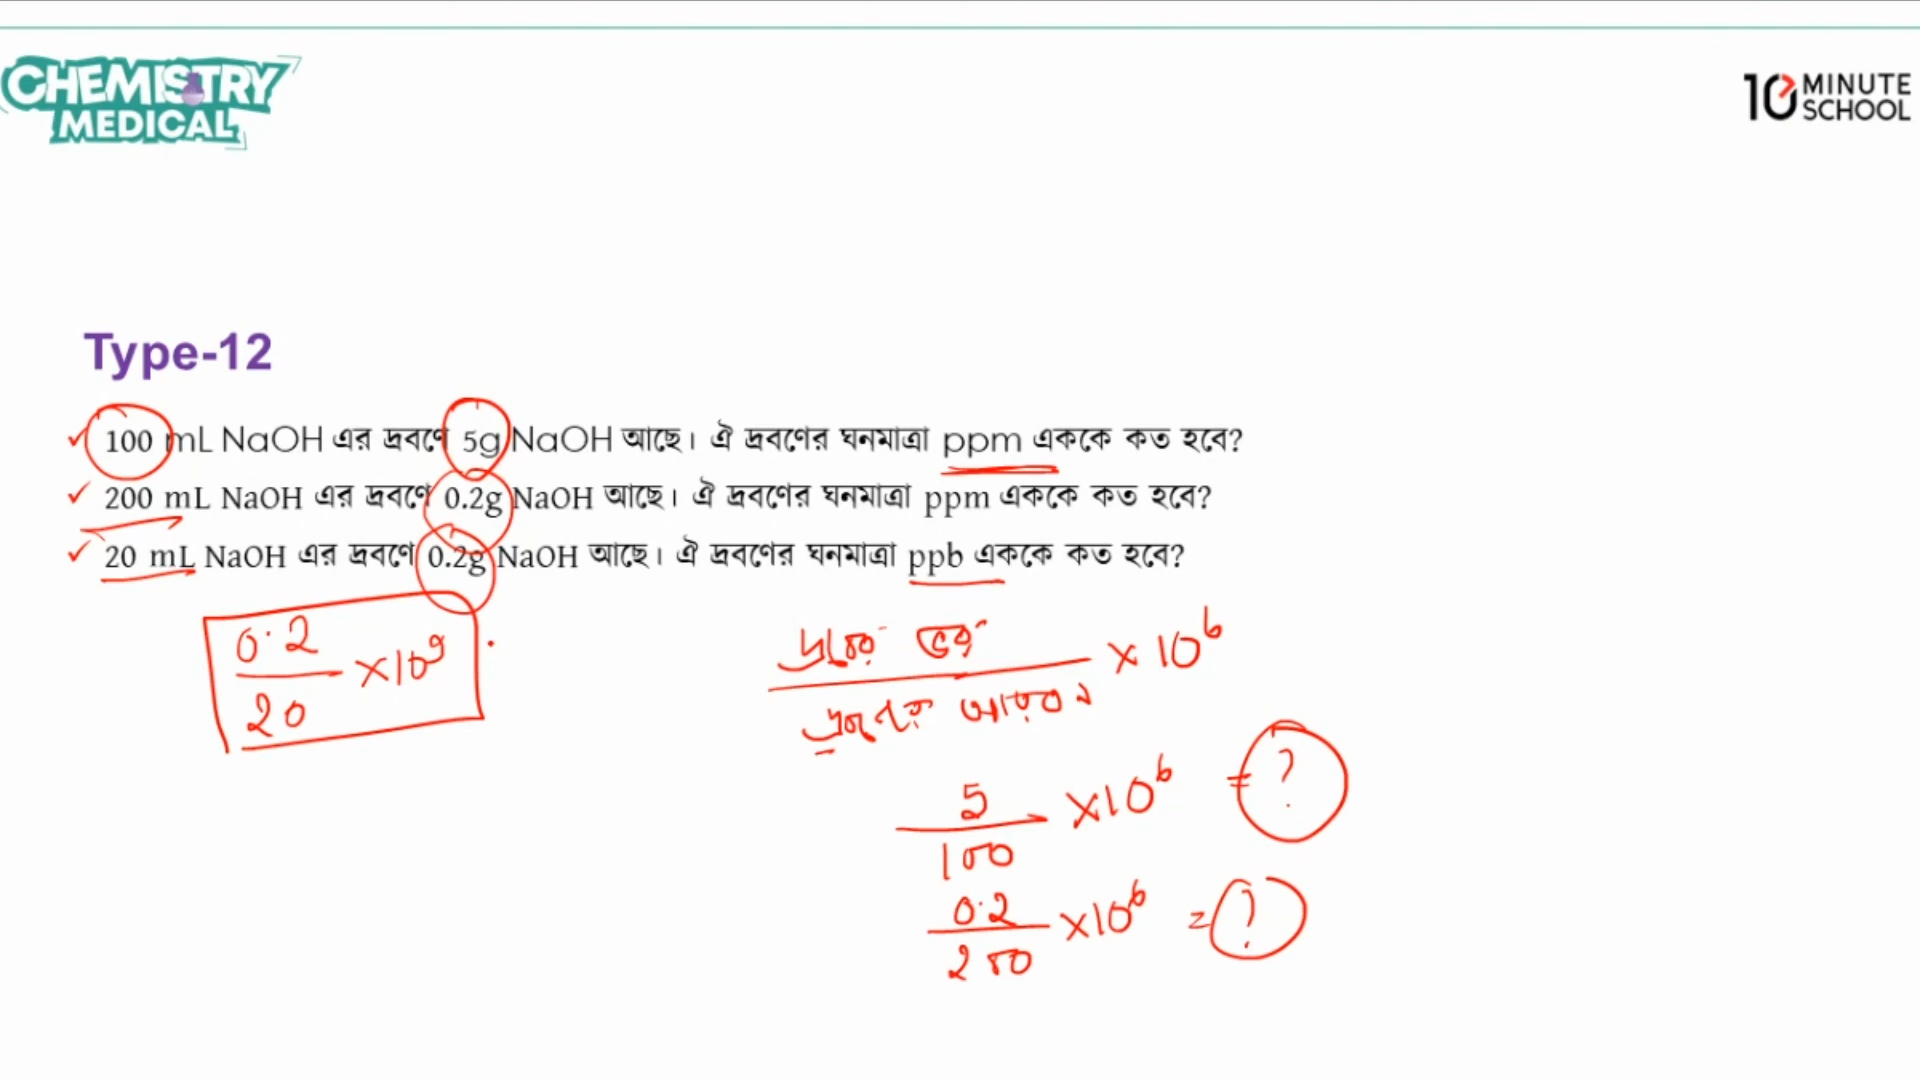 CHEMISTRY
MEDICAL
10 MINUTE
SCHOOL
Type-12
100 mL NaOH এর দ্রবণে 5g NaOH আছে। ঐ দ্রবণের ঘনমাত্রা ppm এককে কত হবে?
200 mL NaOH এর দ্রবণে 0.2g NaOH আছে। ঐ দ্রবণের ঘনমাত্রা ppm এককে কত হবে?
20 mL NaOH এর দ্রবণে 0.2g NaOH আছে। ঐ দ্রবণের ঘনমাত্রা ppb এককে কত হবে?
0.2
×10⁹
20
দ্রবের ভর
× 10⁶
দ্রবণের আয়তন
5
×10⁶ = ?
100
0.2
×10⁶ = ?
200